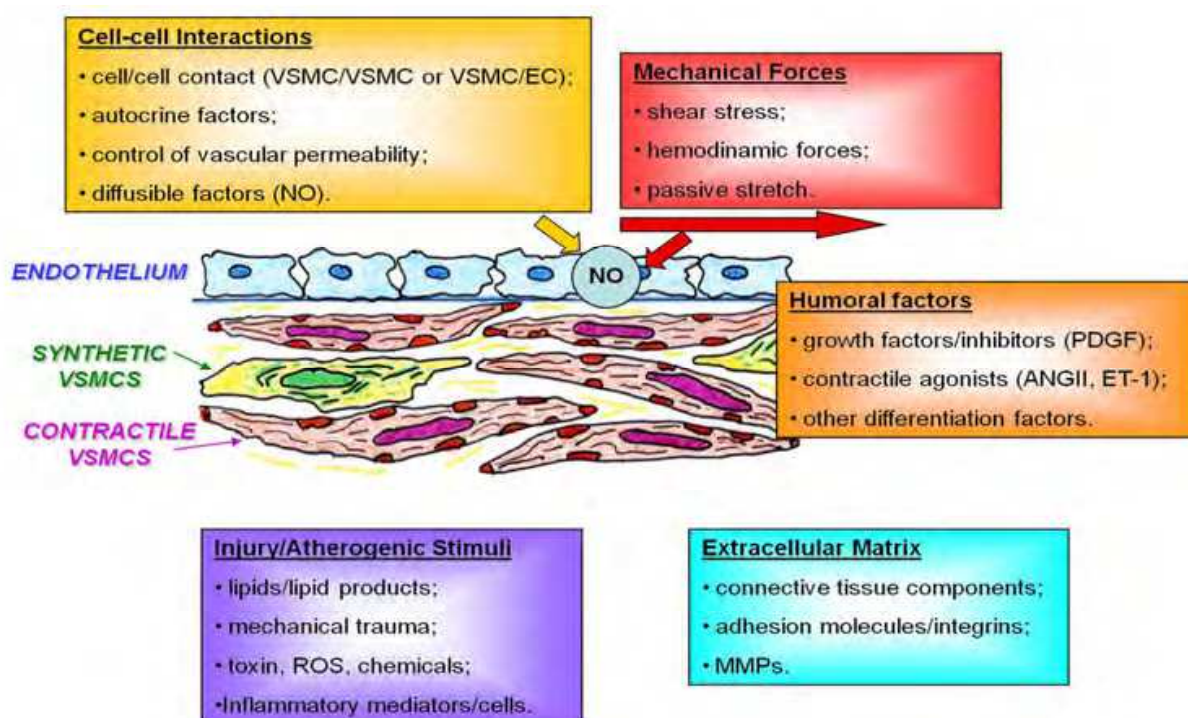 Cell-cell Interactions
• cell/cell contact (VSMC/VSMC or VSMC/EC);
• autocrine factors;
• control of vascular permeability;
• diffusible factors (NO).
Mechanical Forces
• shear stress;
• hemodinamic forces;
• passive stretch.
ENDOTHELIUM
NO
SYNTHETIC
VSMCS
CONTRACTILE
VSMCS
Humoral factors
• growth factors/inhibitors (PDGF);
• contractile agonists (ANGII, ET-1);
• other differentiation factors.
Injury/Atherogenic Stimuli
• lipids/lipid products;
• mechanical trauma;
• toxin, ROS, chemicals;
•Inflammatory mediators/cells.
Extracellular Matrix
• connective tissue components;
• adhesion molecules/integrins;
• MMPs.